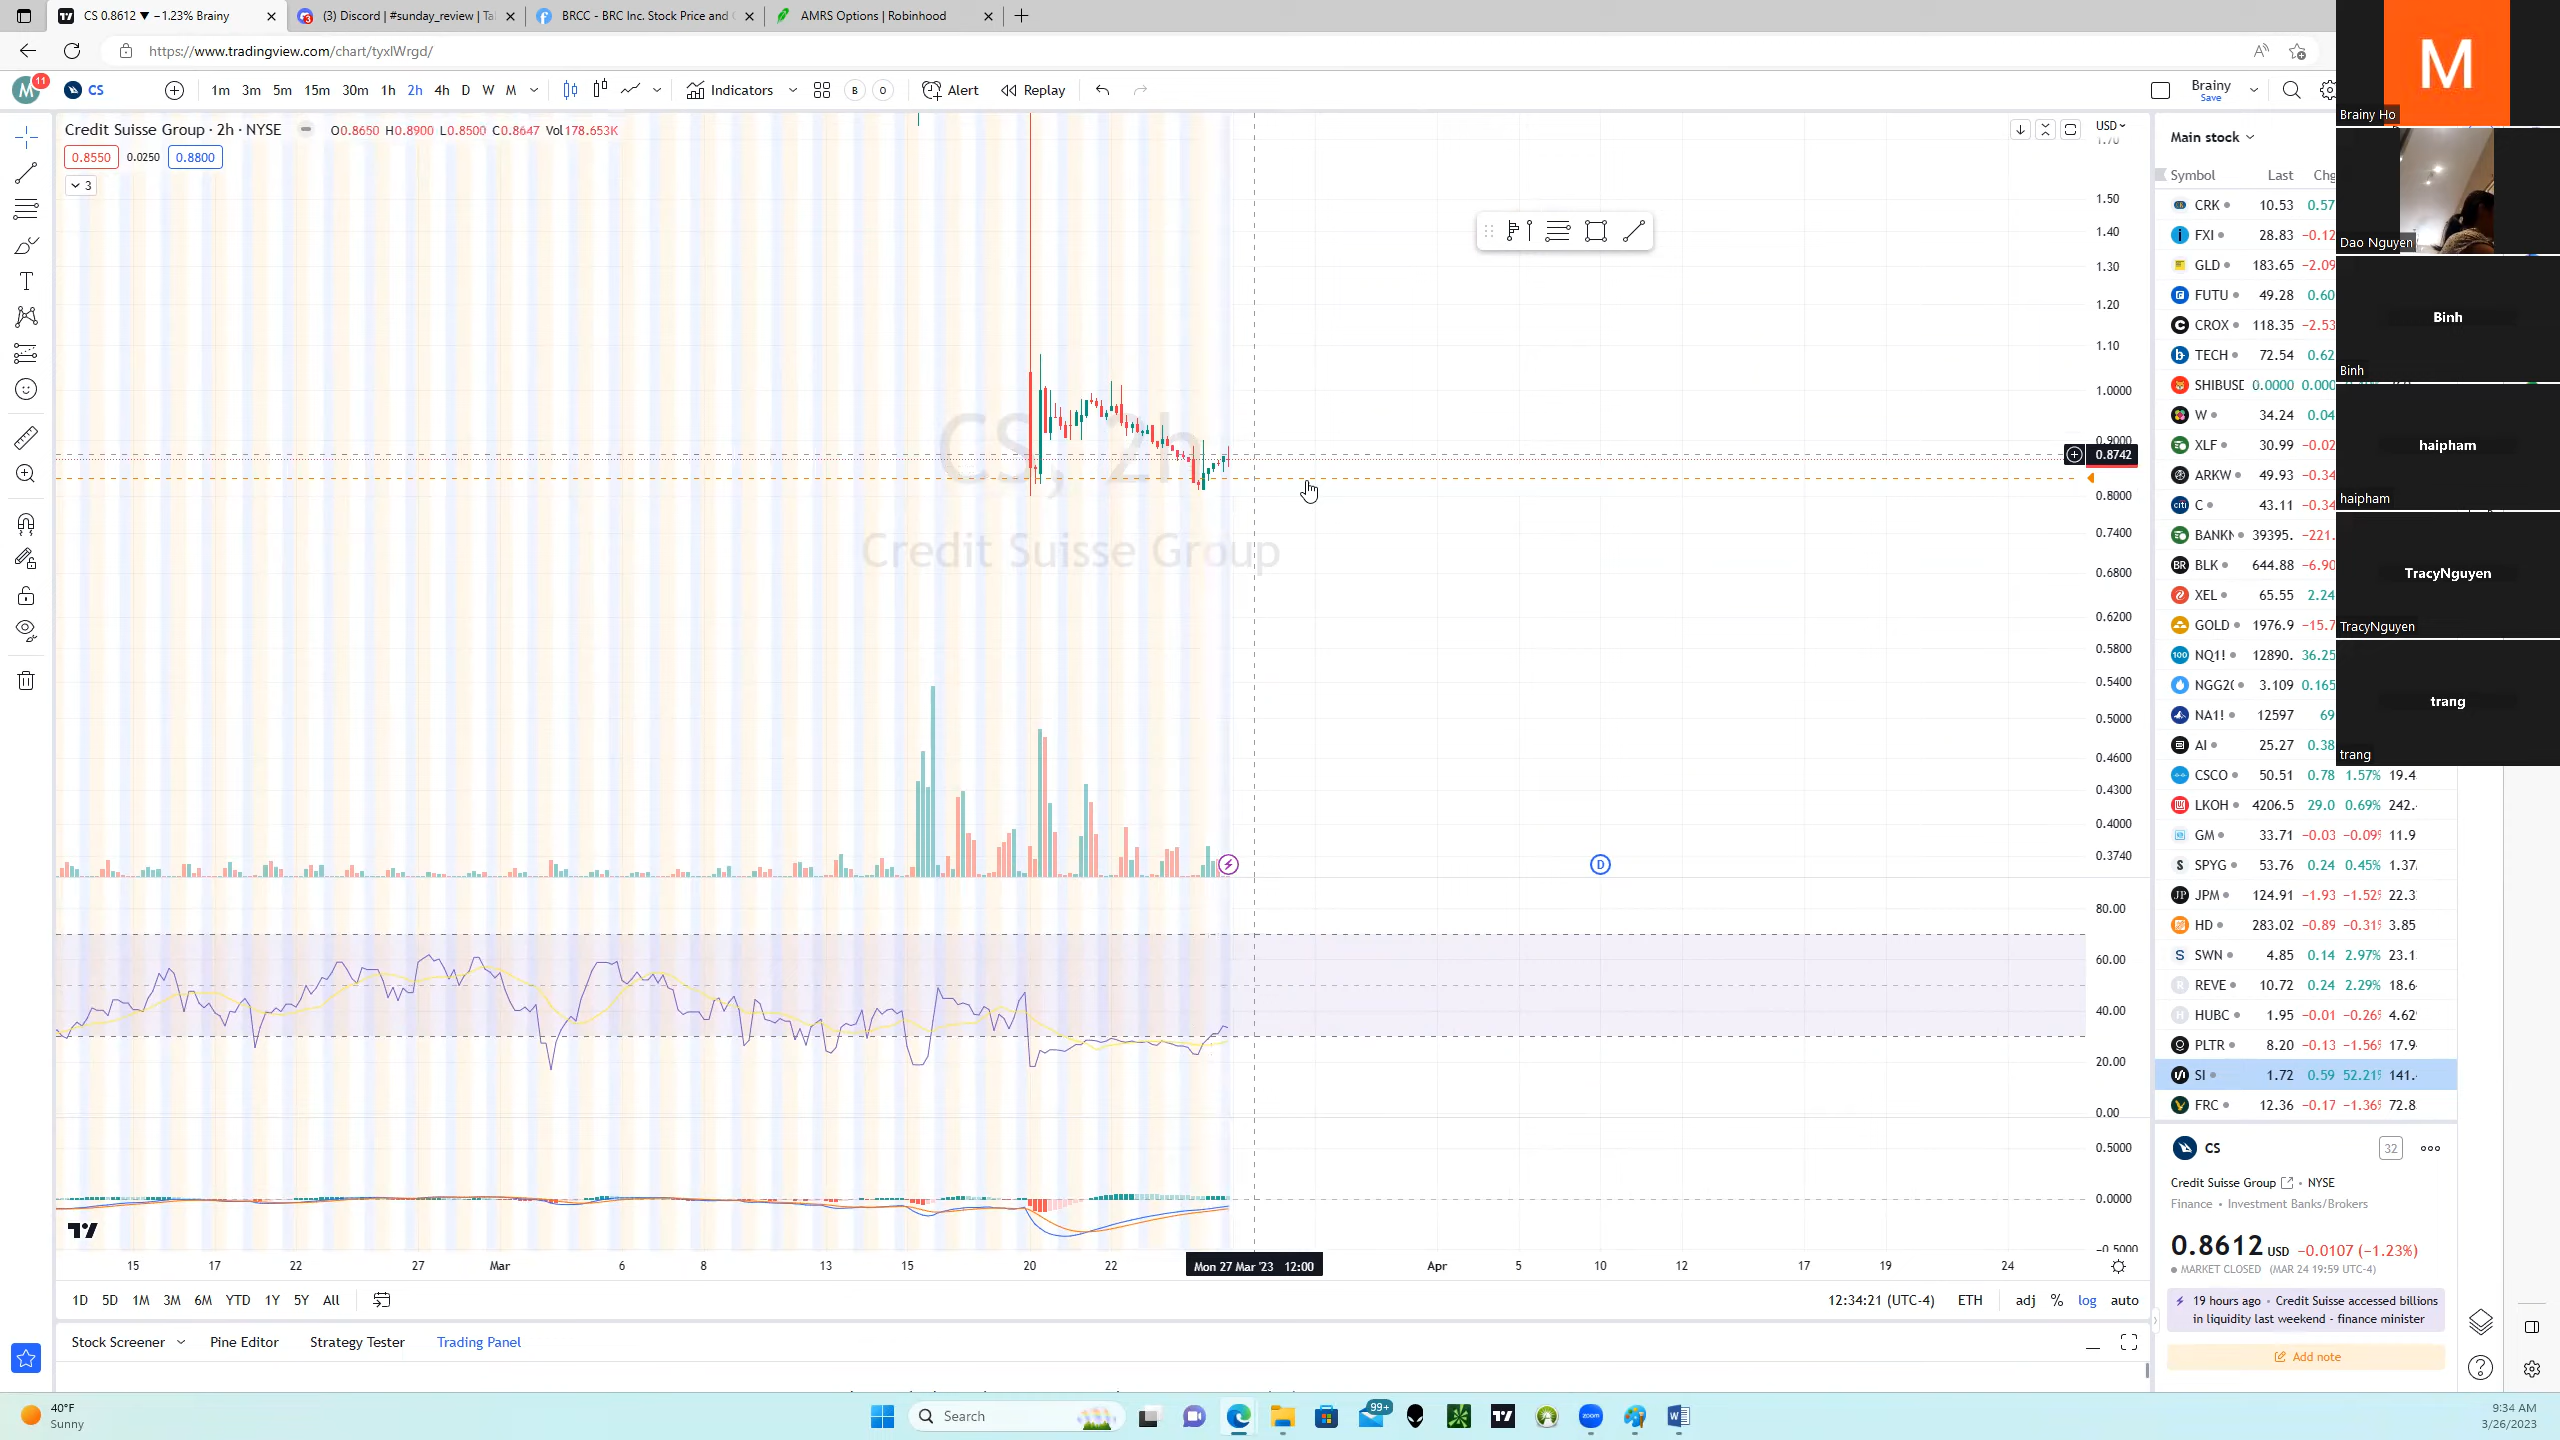 CS 0.8612 ▼ −1.23% Brainy
(3) Discord | #sunday_review | Ta
BRCC - BRC Inc. Stock Price and
AMRS Options | Robinhood
https://www.tradingview.com/chart/tyxlWrgd/
M 11 CS 1m 3m 5m 15m 30m 1h 2h 4h D W M Indicators B O Alert Replay Brainy
Save
Credit Suisse Group · 2h · NYSE O0.8650 H0.8900 L0.8500 C0.8647 Vol178.653K
0.8550 0.0250 0.8800
3
CS, 2h
Credit Suisse Group
USD
1.70
1.50
1.40
1.30
1.20
1.10
1.0000
0.9000
0.8742
0.8000
0.7400
0.6800
0.6200
0.5800
0.5400
0.5000
0.4600
0.4300
0.4000
0.3740
D
80.00
60.00
40.00
20.00
0.00
0.5000
0.0000
−0.5000
15 17 22 27 Mar 6 8 13 15 20 22 Mon 27 Mar '23 12:00 Apr 5 10 12 17 19 24
1D 5D 1M 3M 6M YTD 1Y 5Y All 12:34:21 (UTC-4) ETH adj % log auto
Stock Screener Pine Editor Strategy Tester Trading Panel
Main stock
Symbol Last Chg
CRK 10.53 0.57
FXI 28.83 −0.12
GLD 183.65 −2.09
FUTU 49.28 0.60
CROX 118.35 −2.53
TECH 72.54 0.62
SHIBUSD 0.0000 0.000
W 34.24 0.04
XLF 30.99 −0.02
ARKW 49.93 −0.34
C 43.11 −0.34
BANKN 39395. −221.
BLK 644.88 −6.90
XEL 65.55 2.24
GOLD 1976.9 −15.7
NQ1! 12890. 36.25
NGG20 3.109 0.165
NA1! 12597 69
AI 25.27 0.38
CSCO 50.51 0.78 1.57% 19.4
LKOH 4206.5 29.0 0.69% 242.
GM 33.71 −0.03 −0.09% 11.9
SPYG 53.76 0.24 0.45% 1.37
JPM 124.91 −1.93 −1.52% 22.3
HD 283.02 −0.89 −0.31% 3.85
SWN 4.85 0.14 2.97% 23.1
REVE 10.72 0.24 2.29% 18.6
HUBC 1.95 −0.01 −0.26% 4.62
PLTR 8.20 −0.13 −1.56% 17.9
SI 1.72 0.59 52.21% 141.
FRC 12.36 −0.17 −1.36% 72.8
CS 32
Credit Suisse Group • NYSE
Finance • Investment Banks/Brokers
0.8612 USD −0.0107 (−1.23%)
MARKET CLOSED (MAR 24 19:59 UTC-4)
19 hours ago • Credit Suisse accessed billions
in liquidity last weekend - finance minister
Add note
M
Brainy Ho
Dao Nguyen
Binh
Binh
haipham
haipham
TracyNguyen
TracyNguyen
trang
trang
40°F
Sunny
Search
99+
zoom
9:34 AM
3/26/2023